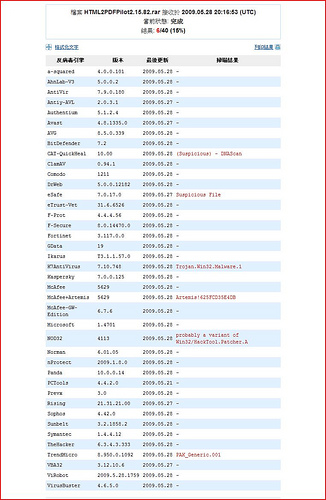 檔案 HTML2PDFPilot2.15.82.rar 接收於 2009.05.28 20:16:53 (UTC)
當前狀態: 完成
結果: 6/40 (15%)
格式化文字 列印結果
反病毒引擎 版本 最後更新 掃瞄結果
a-squared 4.0.0.101 2009.05.28 -
AhnLab-V3 5.0.0.2 2009.05.28 -
AntiVir 7.9.0.180 2009.05.28 -
Antiy-AVL 2.0.3.1 2009.05.27 -
Authentium 5.1.2.4 2009.05.28 -
Avast 4.8.1335.0 2009.05.27 -
AVG 8.5.0.339 2009.05.28 -
BitDefender 7.2 2009.05.28 -
CAT-QuickHeal 10.00 2009.05.28 (Suspicious) - DNAScan
ClamAV 0.94.1 2009.05.28 -
Comodo 1211 2009.05.28 -
DrWeb 5.0.0.12182 2009.05.28 -
eSafe 7.0.17.0 2009.05.27 Suspicious File
eTrust-Vet 31.6.6526 2009.05.28 -
F-Prot 4.4.4.56 2009.05.28 -
F-Secure 8.0.14470.0 2009.05.28 -
Fortinet 3.117.0.0 2009.05.28 -
GData 19 2009.05.28 -
Ikarus T3.1.1.57.0 2009.05.28 -
K7AntiVirus 7.10.748 2009.05.28 Trojan.Win32.Malware.1
Kaspersky 7.0.0.125 2009.05.28 -
McAfee 5629 2009.05.28 -
McAfee+Artemis 5629 2009.05.28 Artemis!625FCD35E4DB
McAfee-GW-
Edition 6.7.6 2009.05.28 -
Microsoft 1.4701 2009.05.28 -
NOD32 4113 2009.05.28 probably a variant of
Win32/HackTool.Patcher.A
Norman 6.01.05 2009.05.28 -
nProtect 2009.1.8.0 2009.05.28 -
Panda 10.0.0.14 2009.05.28 -
PCTools 4.4.2.0 2009.05.21 -
Prevx 3.0 2009.05.28 -
Rising 21.31.21.00 2009.05.27 -
Sophos 4.42.0 2009.05.28 -
Sunbelt 3.2.1858.2 2009.05.28 -
Symantec 1.4.4.12 2009.05.28 -
TheHacker 6.3.4.3.333 2009.05.28 -
TrendMicro 8.950.0.1092 2009.05.28 PAK_Generic.001
VBA32 3.12.10.6 2009.05.27 -
ViRobot 2009.5.28.1759 2009.05.28 -
VirusBuster 4.6.5.0 2009.05.28 -